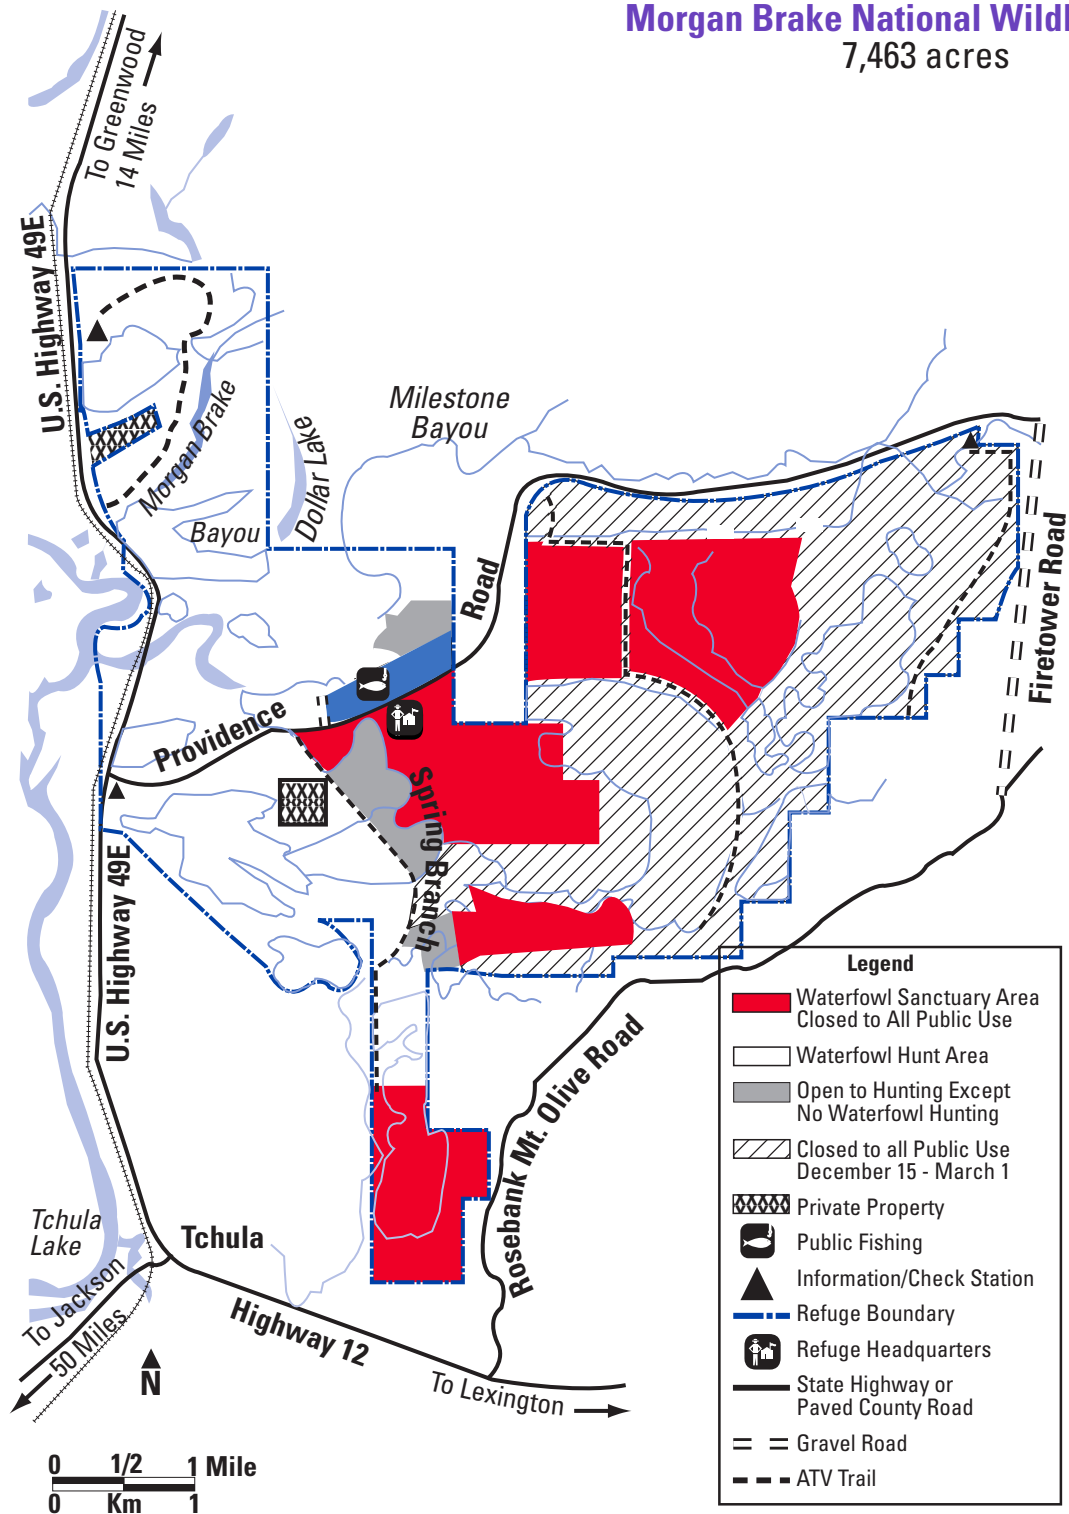 Morgan Brake National Wildl
7,463 acres
To Greenwood
14 Miles
U.S. Highway 49E
Morgan Brake
Dollar Lake
Bayou
Milestone
Bayou
Road
Providence
Firetower Road
Spring Branch
U.S. Highway 49E
Rosebank Mt. Olive Road
Tchula
Lake
Tchula
To Jackson
50 Miles
Highway 12
To Lexington
N
0 1/2 1 Mile
0 Km 1
Legend
Waterfowl Sanctuary Area
Closed to All Public Use
Waterfowl Hunt Area
Open to Hunting Except
No Waterfowl Hunting
Closed to all Public Use
December 15 - March 1
Private Property
Public Fishing
Information/Check Station
Refuge Boundary
Refuge Headquarters
State Highway or
Paved County Road
Gravel Road
ATV Trail